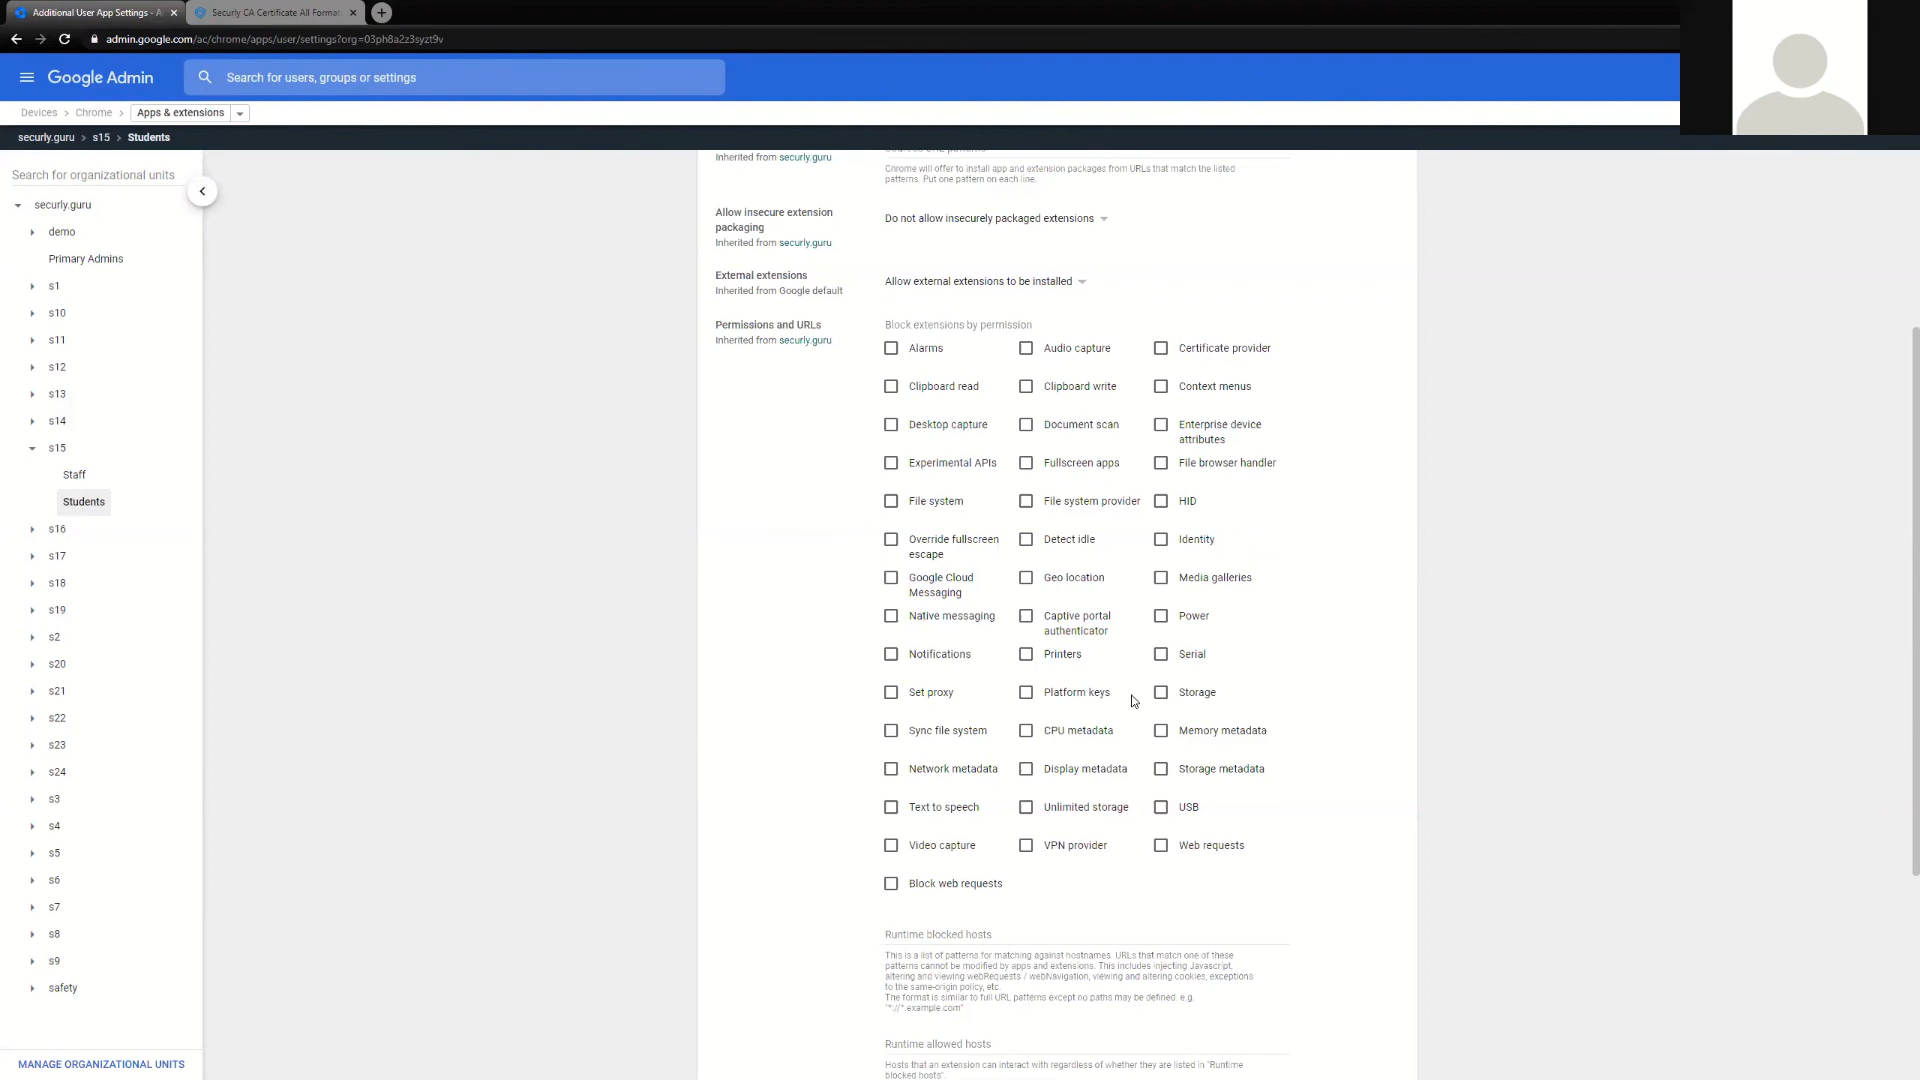 Additional User App Settings - A
Securly CA Certificate All Format
admin.google.com/ac/chrome/apps/user/settings?org=03ph8a2z3syzt9v
Google Admin
Search for users, groups or settings
Devices > Chrome > Apps & extensions
securly.guru > s15 > Students
Search for organizational units
securly.guru
demo
Primary Admins
s1
s10
s11
s12
s13
s14
s15
Staff
Students
s16
s17
s18
s19
s2
s20
s21
s22
s23
s24
s3
s4
s5
s6
s7
s8
s9
safety
MANAGE ORGANIZATIONAL UNITS
Inherited from securly.guru
Chrome will offer to install app and extension packages from URLs that match the listed
patterns. Put one pattern on each line.
Allow insecure extension
packaging
Inherited from securly.guru
Do not allow insecurely packaged extensions
External extensions
Inherited from Google default
Allow external extensions to be installed
Permissions and URLs
Inherited from securly.guru
Block extensions by permission
Alarms
Audio capture
Certificate provider
Clipboard read
Clipboard write
Context menus
Desktop capture
Document scan
Enterprise device
attributes
Experimental APIs
Fullscreen apps
File browser handler
File system
File system provider
HID
Override fullscreen
escape
Detect idle
Identity
Google Cloud
Messaging
Geo location
Media galleries
Native messaging
Captive portal
authenticator
Power
Notifications
Printers
Serial
Set proxy
Platform keys
Storage
Sync file system
CPU metadata
Memory metadata
Network metadata
Display metadata
Storage metadata
Text to speech
Unlimited storage
USB
Video capture
VPN provider
Web requests
Block web requests
Runtime blocked hosts
This is a list of patterns for matching against hostnames. URLs that match one of these
patterns cannot be modified by apps and extensions. This includes injecting Javascript,
altering and viewing webRequests / webNavigation, viewing and altering cookies, exceptions
to the same-origin policy, etc.
The format is similar to full URL patterns except no paths may be defined. e.g.
"*://*.example.com"
Runtime allowed hosts
Hosts that an extension can interact with regardless of whether they are listed in "Runtime
blocked hosts".